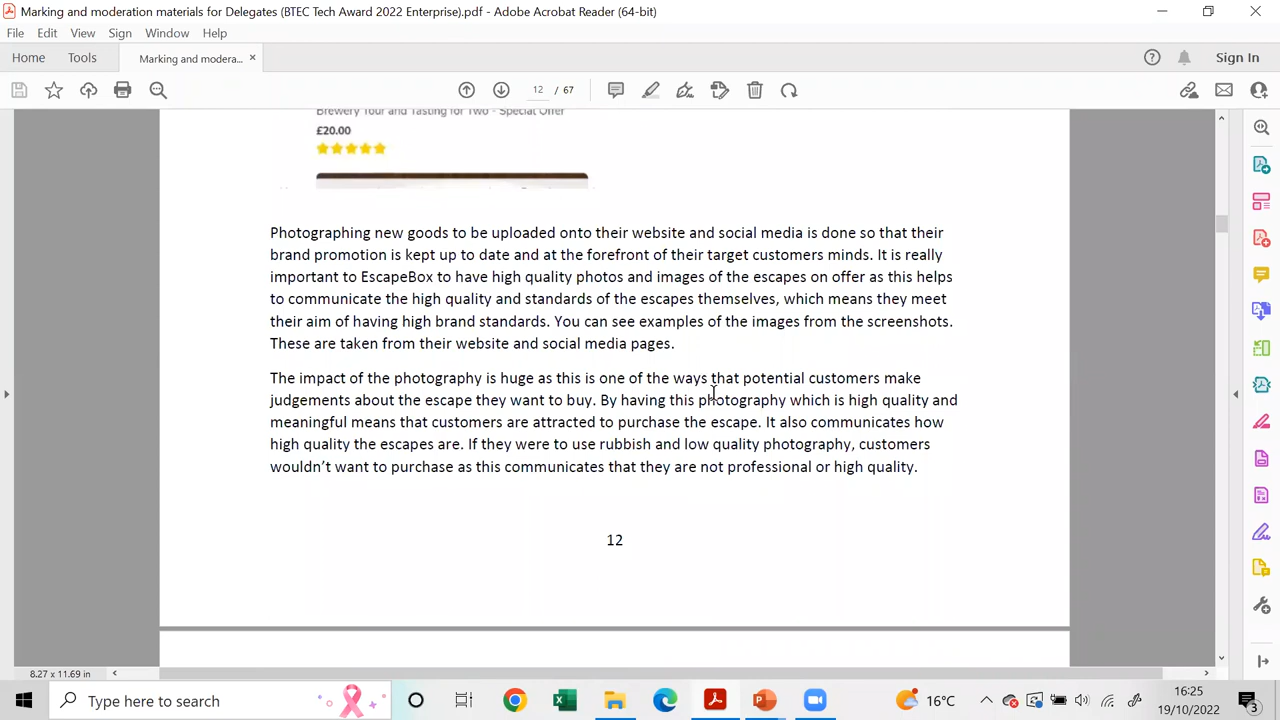 Marking and moderation materials for Delegates (BTEC Tech Award 2022 Enterprise).pdf - Adobe Acrobat Reader (64-bit)
File Edit View Sign Window Help
Home Tools Marking and modera... × Sign In
12 / 67
Brewery Tour and Tasting for Two - Special Offer
£20.00
Photographing new goods to be uploaded onto their website and social media is done so that their
brand promotion is kept up to date and at the forefront of their target customers minds. It is really
important to EscapeBox to have high quality photos and images of the escapes on offer as this helps
to communicate the high quality and standards of the escapes themselves, which means they meet
their aim of having high brand standards. You can see examples of the images from the screenshots.
These are taken from their website and social media pages.
The impact of the photography is huge as this is one of the ways that potential customers make
judgements about the escape they want to buy. By having this photography which is high quality and
meaningful means that customers are attracted to purchase the escape. It also communicates how
high quality the escapes are. If they were to use rubbish and low quality photography, customers
wouldn't want to purchase as this communicates that they are not professional or high quality.
12
8.27 x 11.69 in
Type here to search
16°C
16:25
19/10/2022
3